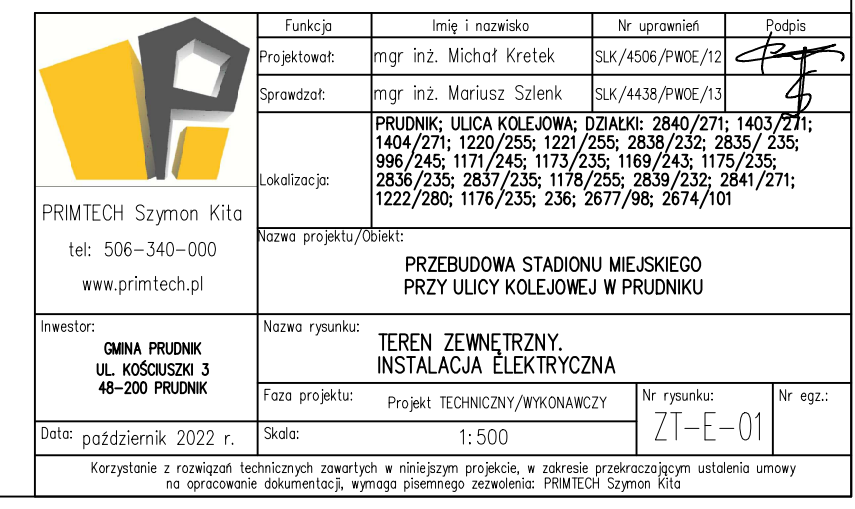 Funkcja Imię i nazwisko Nr uprawnień Podpis
Projektował: mgr inż. Michał Kretek SLK/4506/PWOE/12
Sprawdzał: mgr inż. Mariusz Szlenk SLK/4438/PWOE/13
Lokalizacja:
PRUDNIK; ULICA KOLEJOWA; DZIAŁKI: 2840/271; 1403/271;
1404/271; 1220/255; 1221/255; 2838/232; 2835/ 235;
996/245; 1171/245; 1173/235; 1169/243; 1175/235;
2836/235; 2837/235; 1178/255; 2839/232; 2841/271;
1222/280; 1176/235; 236; 2677/98; 2674/101
PRIMTECH Szymon Kita
tel: 506-340-000
www.primtech.pl
Nazwa projektu/Obiekt:
PRZEBUDOWA STADIONU MIEJSKIEGO
PRZY ULICY KOLEJOWEJ W PRUDNIKU
Inwestor:
GMINA PRUDNIK
UL. KOŚCIUSZKI 3
48-200 PRUDNIK
Nazwa rysunku:
TEREN ZEWNĘTRZNY.
INSTALACJA ELEKTRYCZNA
Faza projektu: Projekt TECHNICZNY/WYKONAWCZY
Nr rysunku:
ZT-E-01
Nr egz.:
Data: październik 2022 r.
Skala: 1:500
Korzystanie z rozwiązań technicznych zawartych w niniejszym projekcie, w zakresie przekraczającym ustalenia umowy
na opracowanie dokumentacji, wymaga pisemnego zezwolenia: PRIMTECH Szymon Kita